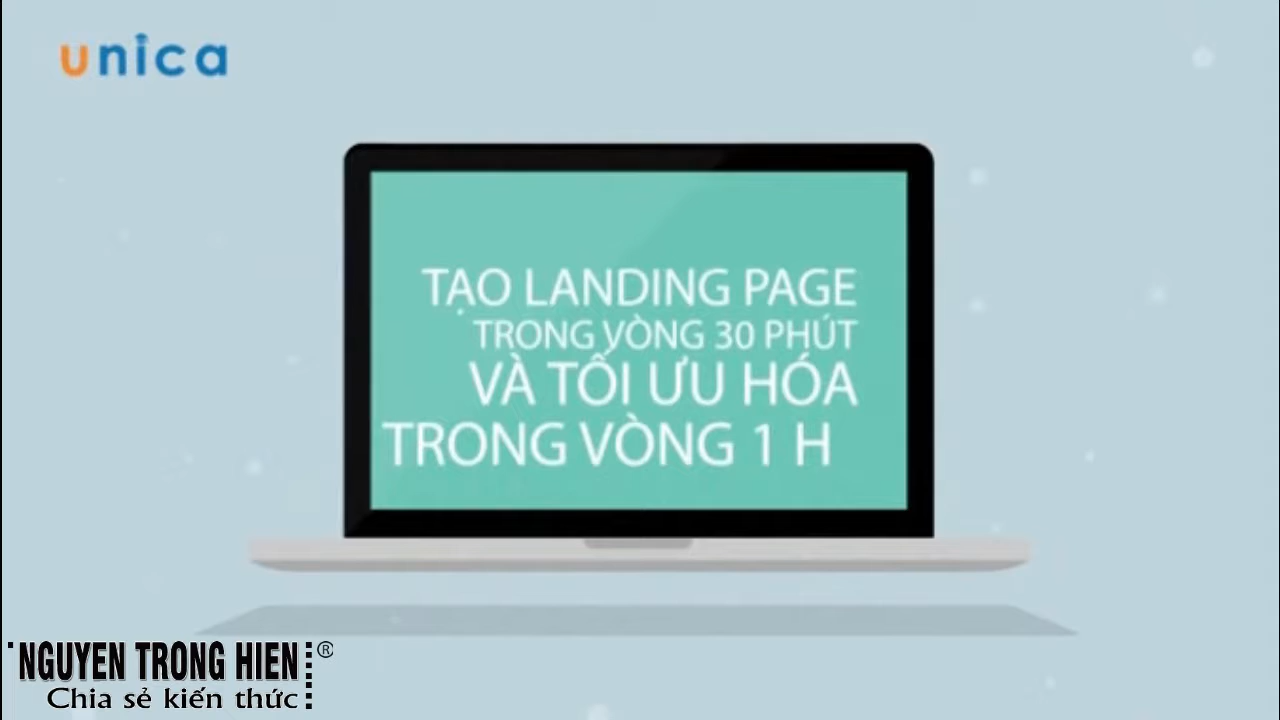 unica
TẠO LANDING PAGE
TRONG VÒNG 30 PHÚT
VÀ TỐI ƯU HÓA
TRONG VÒNG 1 H
NGUYEN TRONG HIEN ®
Chia sẻ kiến thức